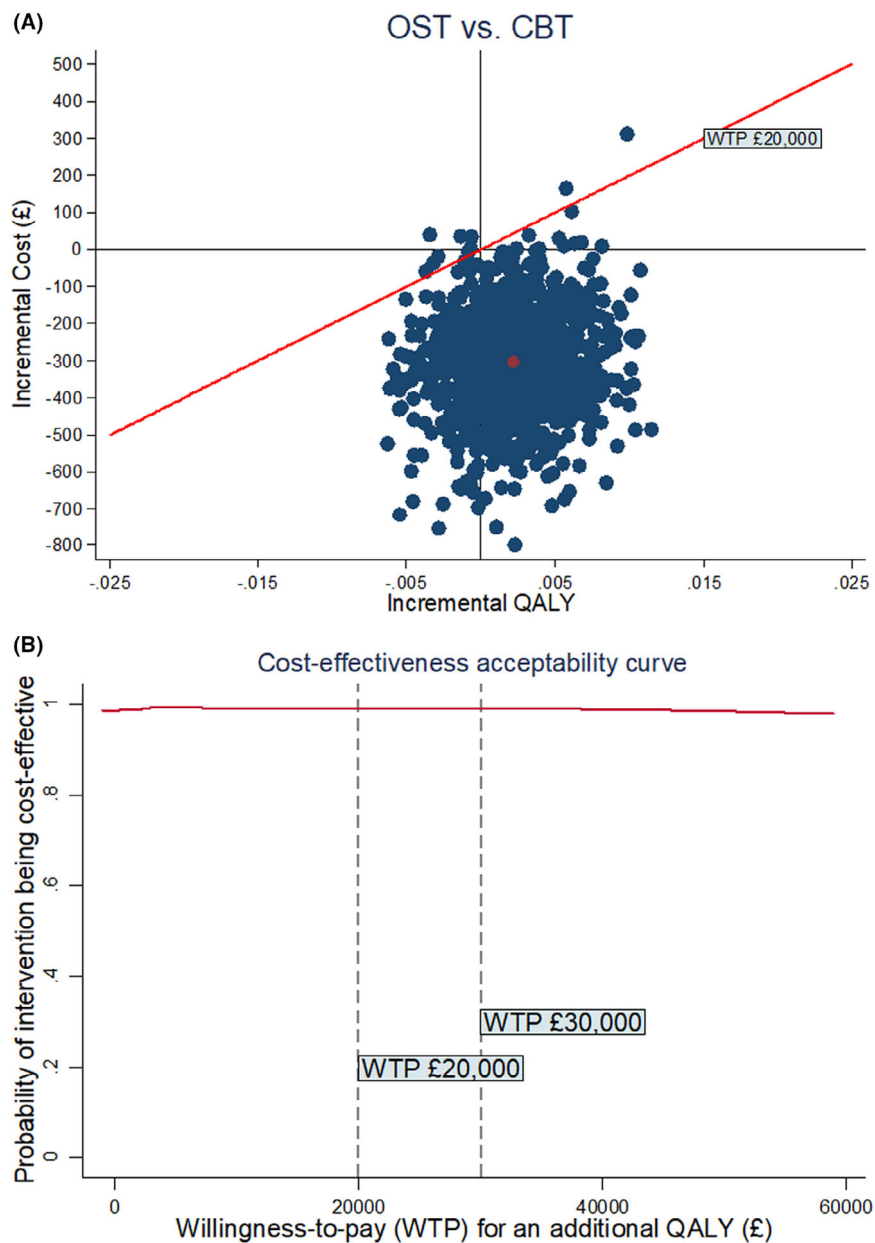 (A)
OST vs. CBT
500
400
300
200
100
0
-100
-200
-300
-400
-500
-600
-700
-800
Incremental Cost (£)
WTP £20,000
-.025
-.015
-.005
.005
.015
.025
Incremental QALY
(B)
Cost-effectiveness acceptability curve
Probability of intervention being cost-effective
1
.8
.6
.4
.2
0
WTP £30,000
WTP £20,000
0
20000
40000
60000
Willingness-to-pay (WTP) for an additional QALY (£)